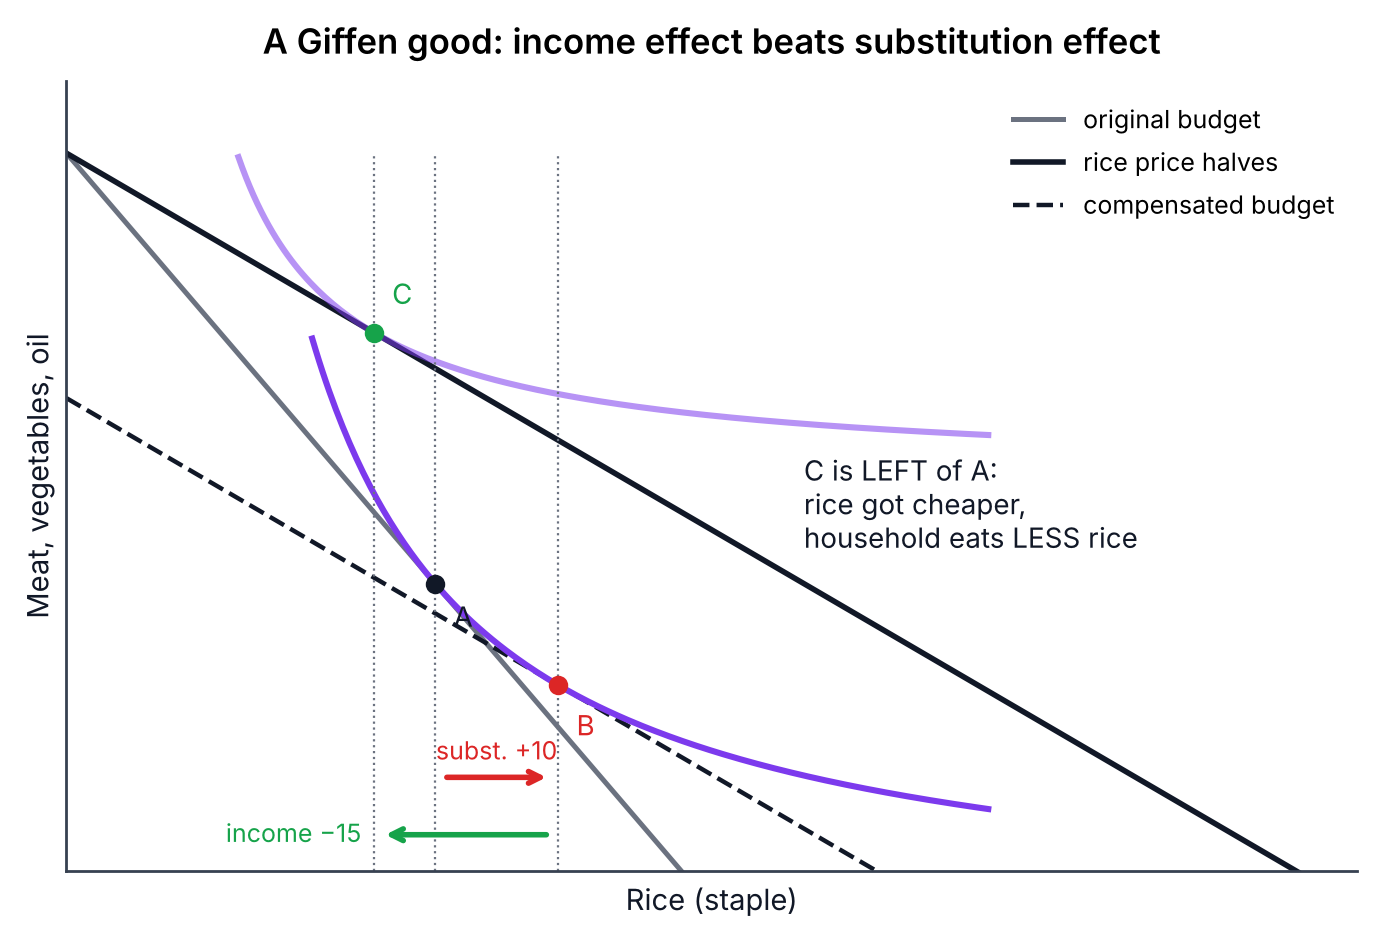 A Giffen good: income effect beats substitution effect
original budget
rice price halves
compensated budget
C
Meat, vegetables, oil
C is LEFT of A:
rice got cheaper,
household eats LESS rice
A
B
subst. +10
income −15
Rice (staple)